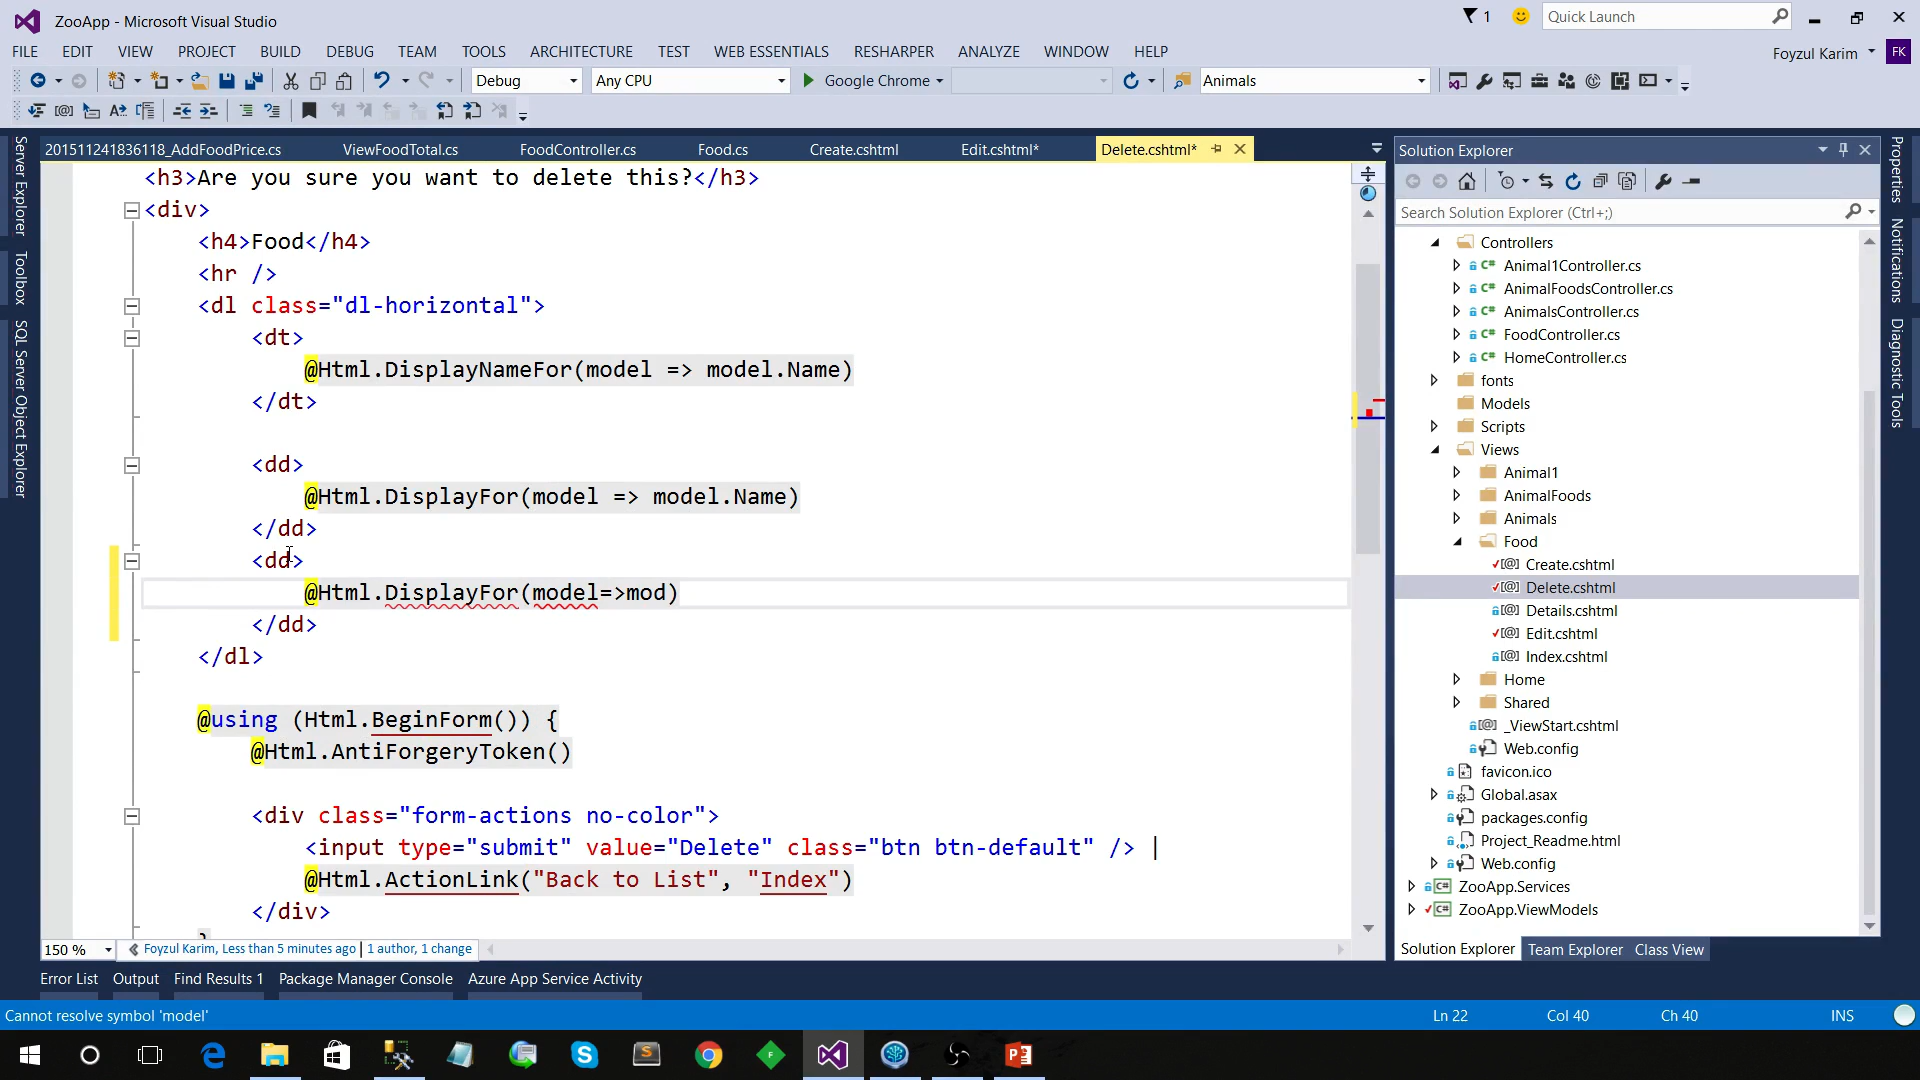 ZooApp - Microsoft Visual Studio
1
Quick Launch
FILE EDIT VIEW PROJECT BUILD DEBUG TEAM TOOLS ARCHITECTURE TEST WEB ESSENTIALS RESHARPER ANALYZE WINDOW HELP
Foyzul Karim FK
Debug Any CPU Google Chrome Animals
201511241836118_AddFoodPrice.cs ViewFoodTotal.cs FoodController.cs Food.cs Create.cshtml Edit.cshtml* Delete.cshtml*
<h3>Are you sure you want to delete this?</h3>
<div>
<h4>Food</h4>
<hr />
<dl class="dl-horizontal">
<dt>
@Html.DisplayNameFor(model => model.Name)
</dt>
<dd>
@Html.DisplayFor(model => model.Name)
</dd>
<dd>
@Html.DisplayFor(model=>mod)
</dd>
</dl>
@using (Html.BeginForm()) {
@Html.AntiForgeryToken()
<div class="form-actions no-color">
<input type="submit" value="Delete" class="btn btn-default" /> |
@Html.ActionLink("Back to List", "Index")
</div>
150 % Foyzul Karim, Less than 5 minutes ago | 1 author, 1 change
Server Explorer
Toolbox
SQL Server Object Explorer
Solution Explorer
Search Solution Explorer (Ctrl+;)
Controllers
C# Animal1Controller.cs
C# AnimalFoodsController.cs
C# AnimalsController.cs
C# FoodController.cs
C# HomeController.cs
fonts
Models
Scripts
Views
Animal1
AnimalFoods
Animals
Food
[@] Create.cshtml
[@] Delete.cshtml
[@] Details.cshtml
[@] Edit.cshtml
[@] Index.cshtml
Home
Shared
[@] _ViewStart.cshtml
Web.config
favicon.ico
Global.asax
packages.config
Project_Readme.html
Web.config
C# ZooApp.Services
C# ZooApp.ViewModels
Solution Explorer Team Explorer Class View
Properties
Notifications
Diagnostic Tools
Error List Output Find Results 1 Package Manager Console Azure App Service Activity
Cannot resolve symbol 'model' Ln 22 Col 40 Ch 40 INS